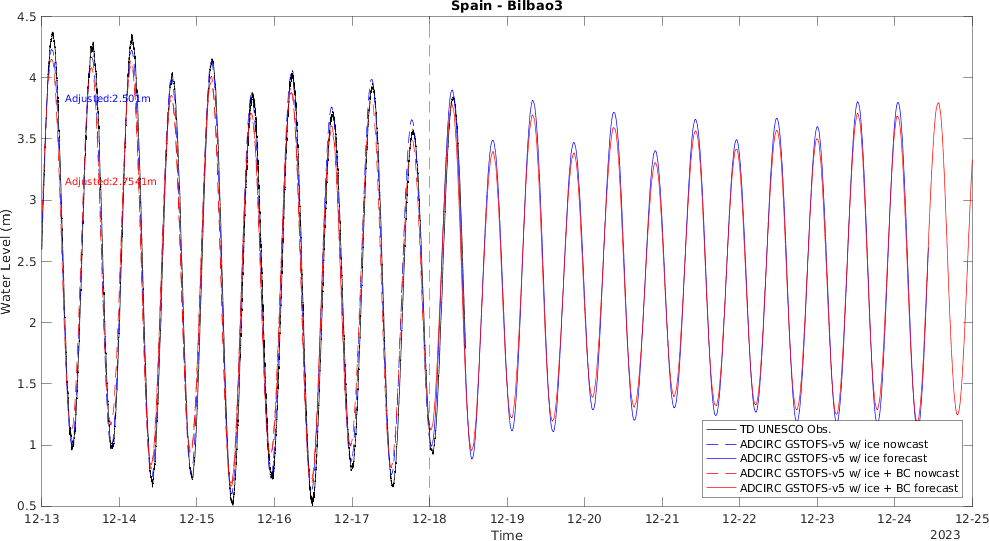 Spain - Bilbao3
4.5
4
3.5
3
2.5
2
1.5
1
0.5
Water Level (m)
Adjusted:2.501m
Adjusted:2.7541m
TD UNESCO Obs.
ADCIRC GSTOFS-v5 w/ ice nowcast
ADCIRC GSTOFS-v5 w/ ice forecast
ADCIRC GSTOFS-v5 w/ ice + BC nowcast
ADCIRC GSTOFS-v5 w/ ice + BC forecast
12-13 12-14 12-15 12-16 12-17 12-18 12-19 12-20 12-21 12-22 12-23 12-24 12-25
Time
2023